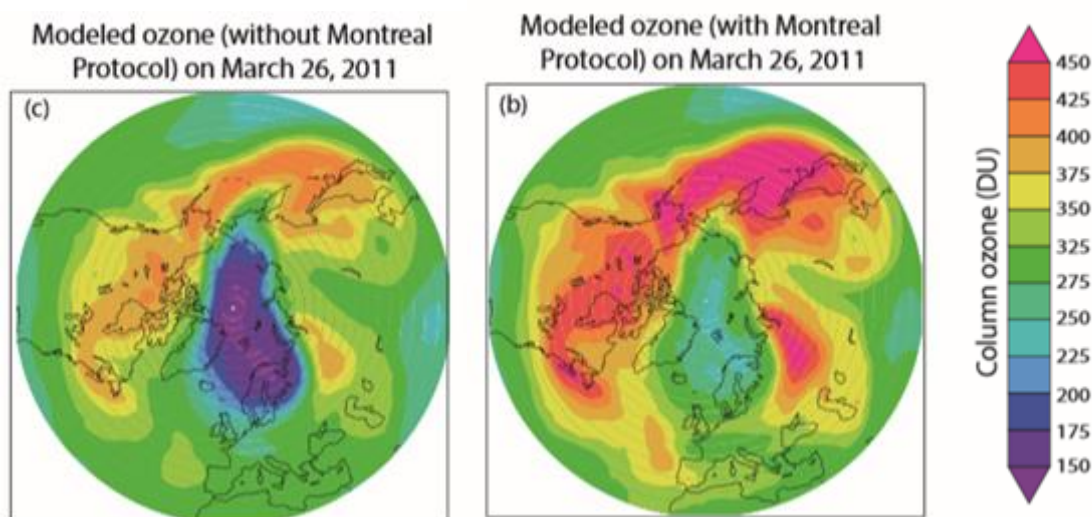 Modeled ozone (without Montreal
Protocol) on March 26, 2011
(c)
Modeled ozone (with Montreal
Protocol) on March 26, 2011
(b)
Column ozone (DU)
450
425
400
375
350
325
275
250
225
200
175
150